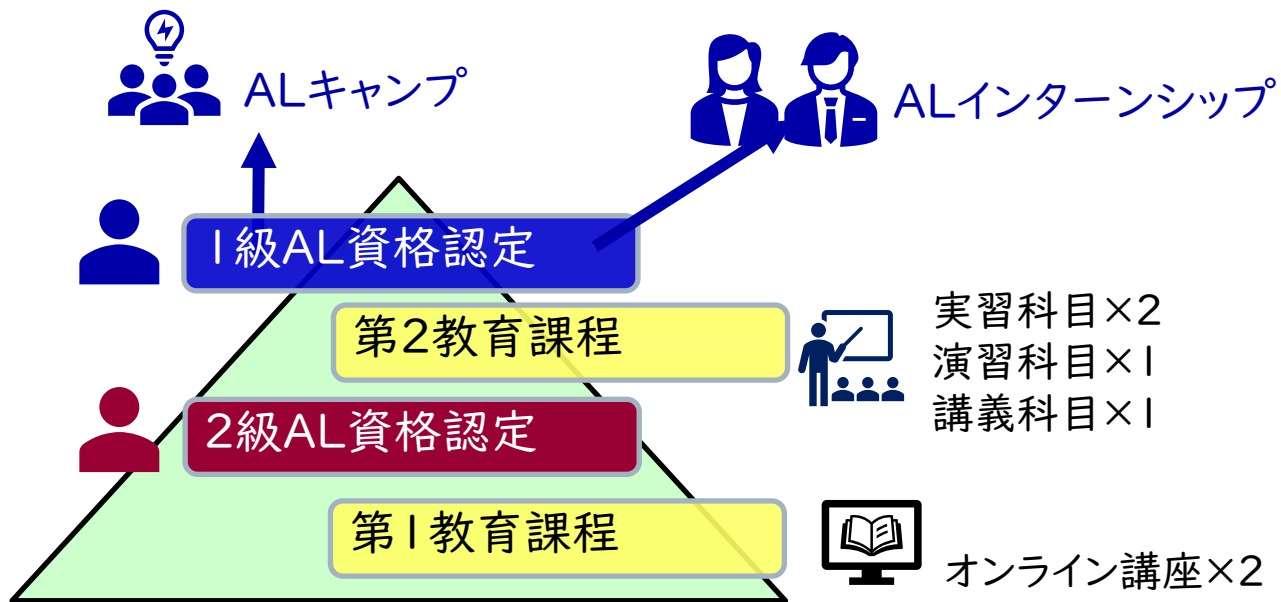 ALキャンプ
ALインターンシップ
1級AL資格認定
第2教育課程
実習科目×2
演習科目×1
講義科目×1
2級AL資格認定
第1教育課程
オンライン講座×2